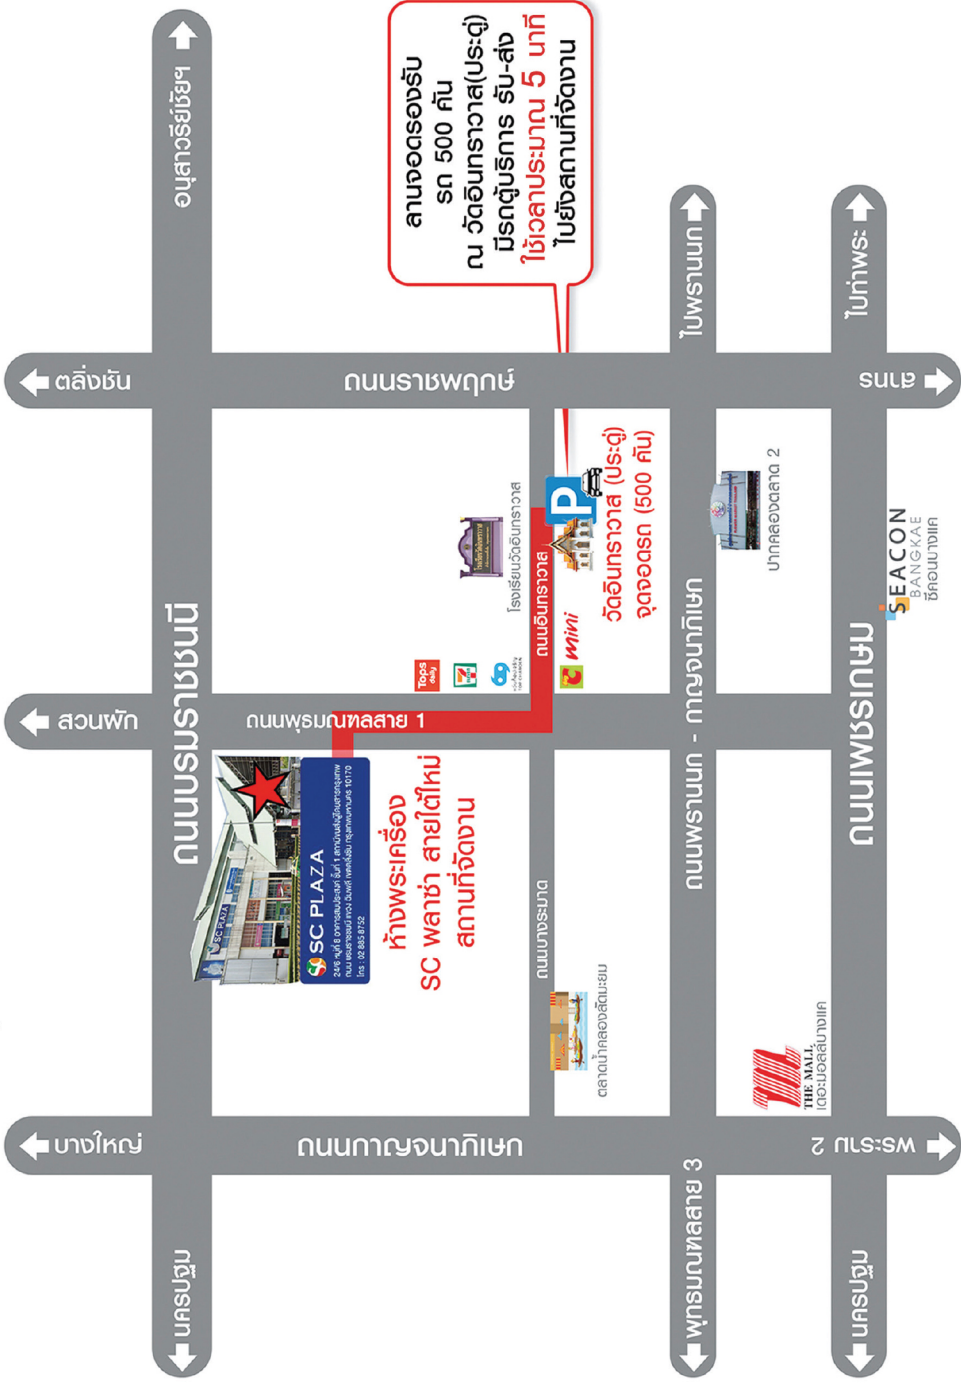 ลานจอดรองรับ
รถ 500 คัน
ณ วัดอินทราวาส(ประดู่)
มีรถตู้บริการ รับ-ส่ง
ใช้เวลาประมาณ 5 นาที
ไปยังสถานที่จัดงาน
บางใหญ่
สวนผัก
ตลิ่งชัน
นครปฐม
ถนนบรมราชชนนี
อนุสาวรีย์ชัยฯ
SC PLAZA
SC PLAZA
โทร : 02 885 8752
ห้างพระเครื่อง
SC พลาซ่า สายใต้ใหม่
สถานที่จัดงาน
ถนนกาญจนาภิเษก
ถนนพุธมณฑลสาย 1
ถนนราชพฤกษ์
Tops
daily
7 ELEVEN
โรงเรียนวัดอินทราวาส
ถนนบางระมาด
ถนนอินทราวาส
P
Big C mini
วัดอินทราวาส (ประดู่)
จุดจอดรถ (500 คัน)
ตลาดน้ำคลองลัดมะยม
พุทธมณฑลสาย 3
ถนนพรานนก - กาญจนาภิเษก
ไปพรานนก
ปากคลองตลาด 2
THE MALL
เดอะมอลล์บางแค
นครปฐม
ถนนเพชรเกษม
ไปท่าพระ
พระราม 2
สาทร
SEACON
BANGKAE
ซีคอนบางแค